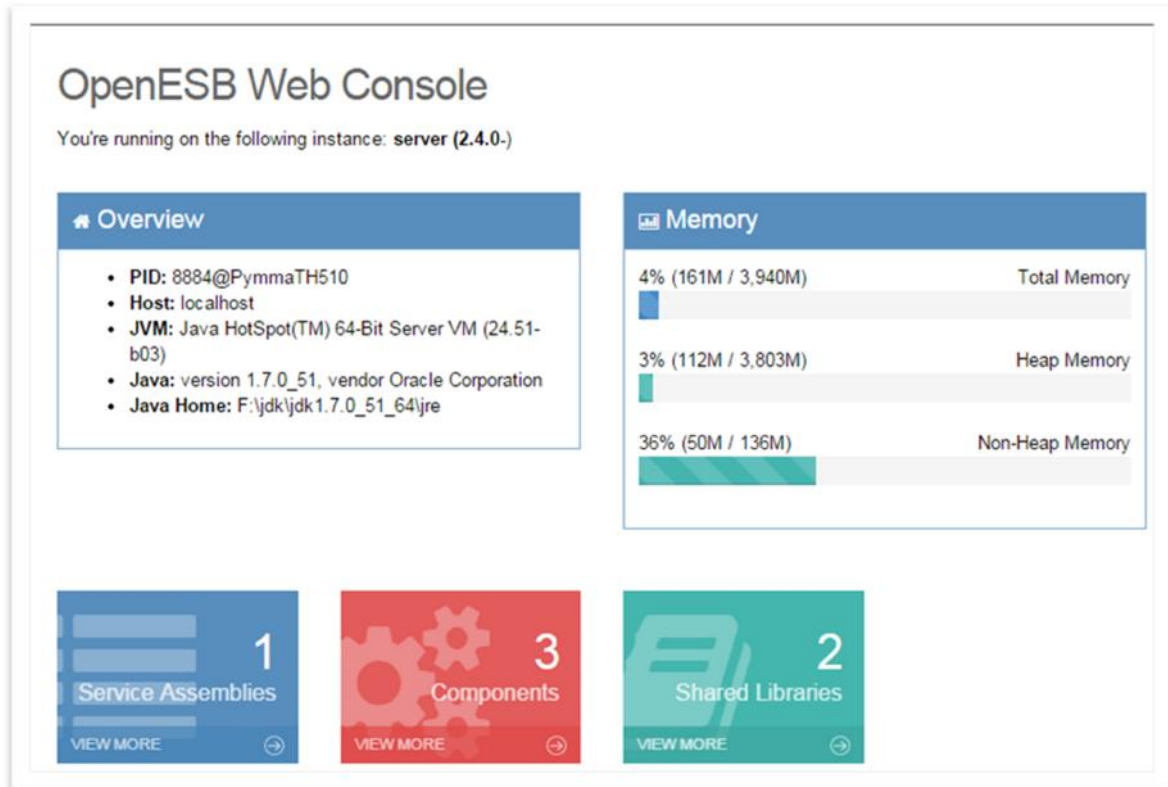 OpenESB Web Console
You're running on the following instance: server (2.4.0-)
Overview
• PID: 8884@PymmaTH510
• Host: localhost
• JVM: Java HotSpot(TM) 64-Bit Server VM (24.51-
b03)
• Java: version 1.7.0_51, vendor Oracle Corporation
• Java Home: F:\jdk\jdk1.7.0_51_64\jre
Memory
4% (161M / 3,940M) Total Memory
3% (112M / 3,803M) Heap Memory
36% (50M / 136M) Non-Heap Memory
1
Service Assemblies
VIEW MORE
3
Components
VIEW MORE
2
Shared Libraries
VIEW MORE